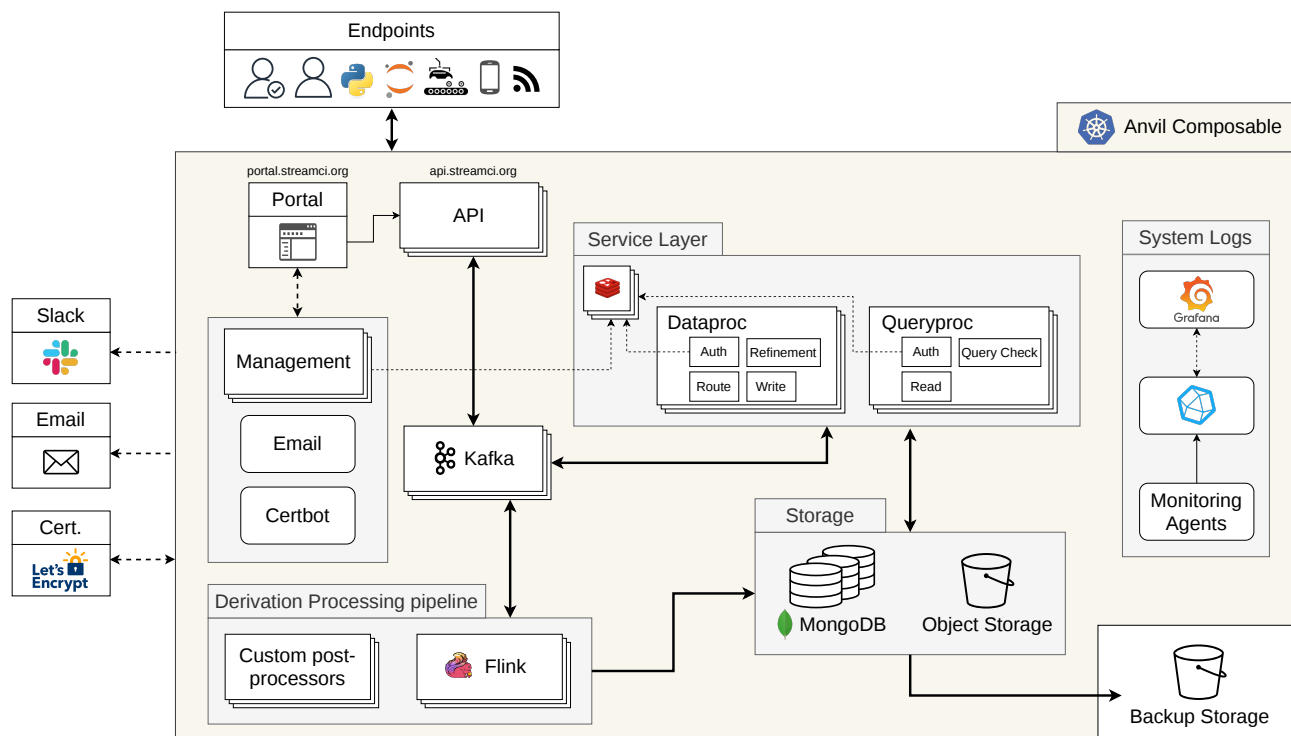 Endpoints
Anvil Composable
portal.streamci.org
api.streamci.org
Portal
API
Service Layer
System Logs
Grafana
Slack
Management
Dataproc
Auth
Refinement
Route
Write
Queryproc
Auth
Query Check
Read
Email
Email
Kafka
Certbot
Monitoring
Agents
Cert.
Let's
Encrypt
Storage
MongoDB
Object Storage
Derivation Processing pipeline
Custom post-
processors
Flink
Backup Storage